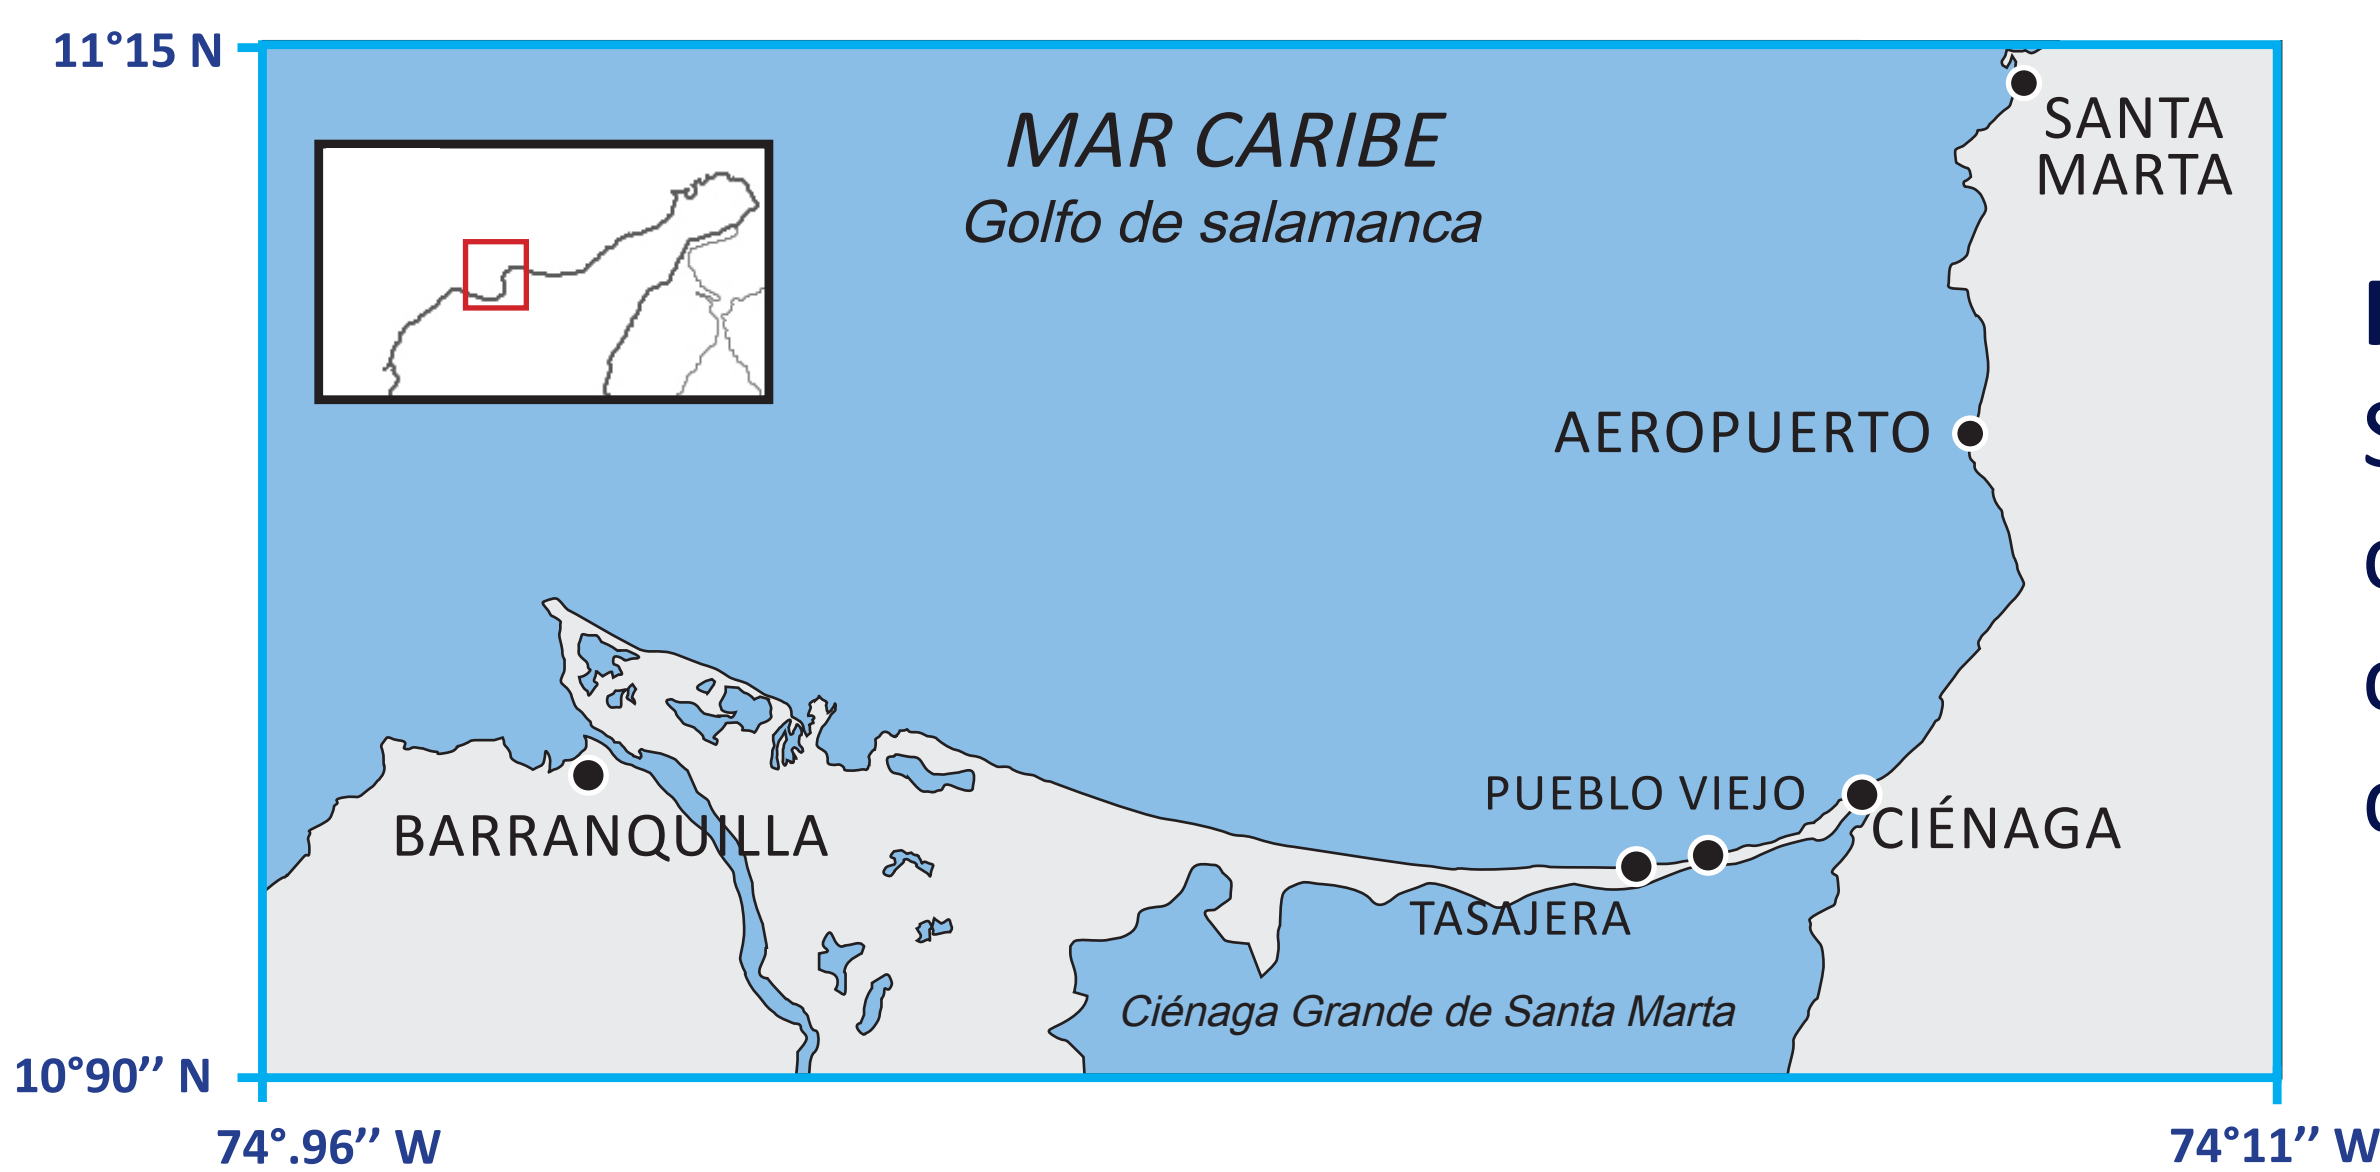 11°15 N
MAR CARIBE
Golfo de salamanca
SANTA
MARTA
AEROPUERTO
PUEBLO VIEJO
CIÉNAGA
BARRANQUILLA
TASAJERA
Ciénaga Grande de Santa Marta
10°90’’ N
74°.96’’ W
74°11’’ W